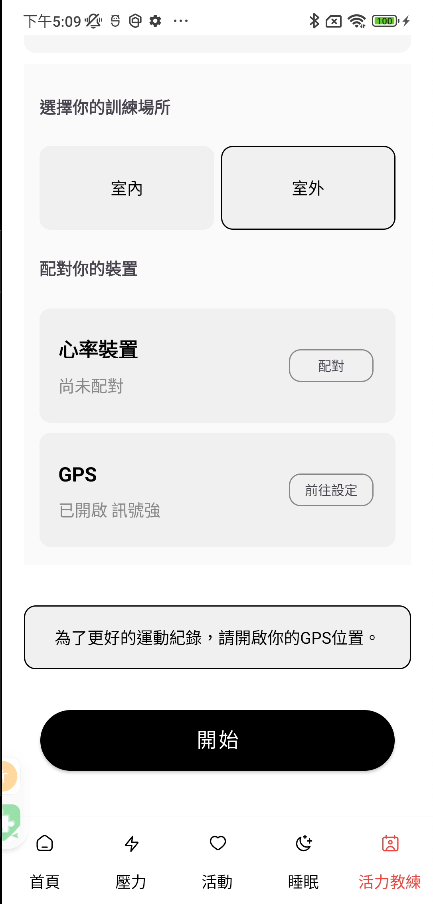 下午5:09
100
選擇你的訓練場所
室內
室外
配對你的裝置
心率裝置
配對
尚未配對
GPS
前往設定
已開啟 訊號強
為了更好的運動紀錄，請開啟你的GPS位置。
開始
首頁
壓力
活動
睡眠
活力教練